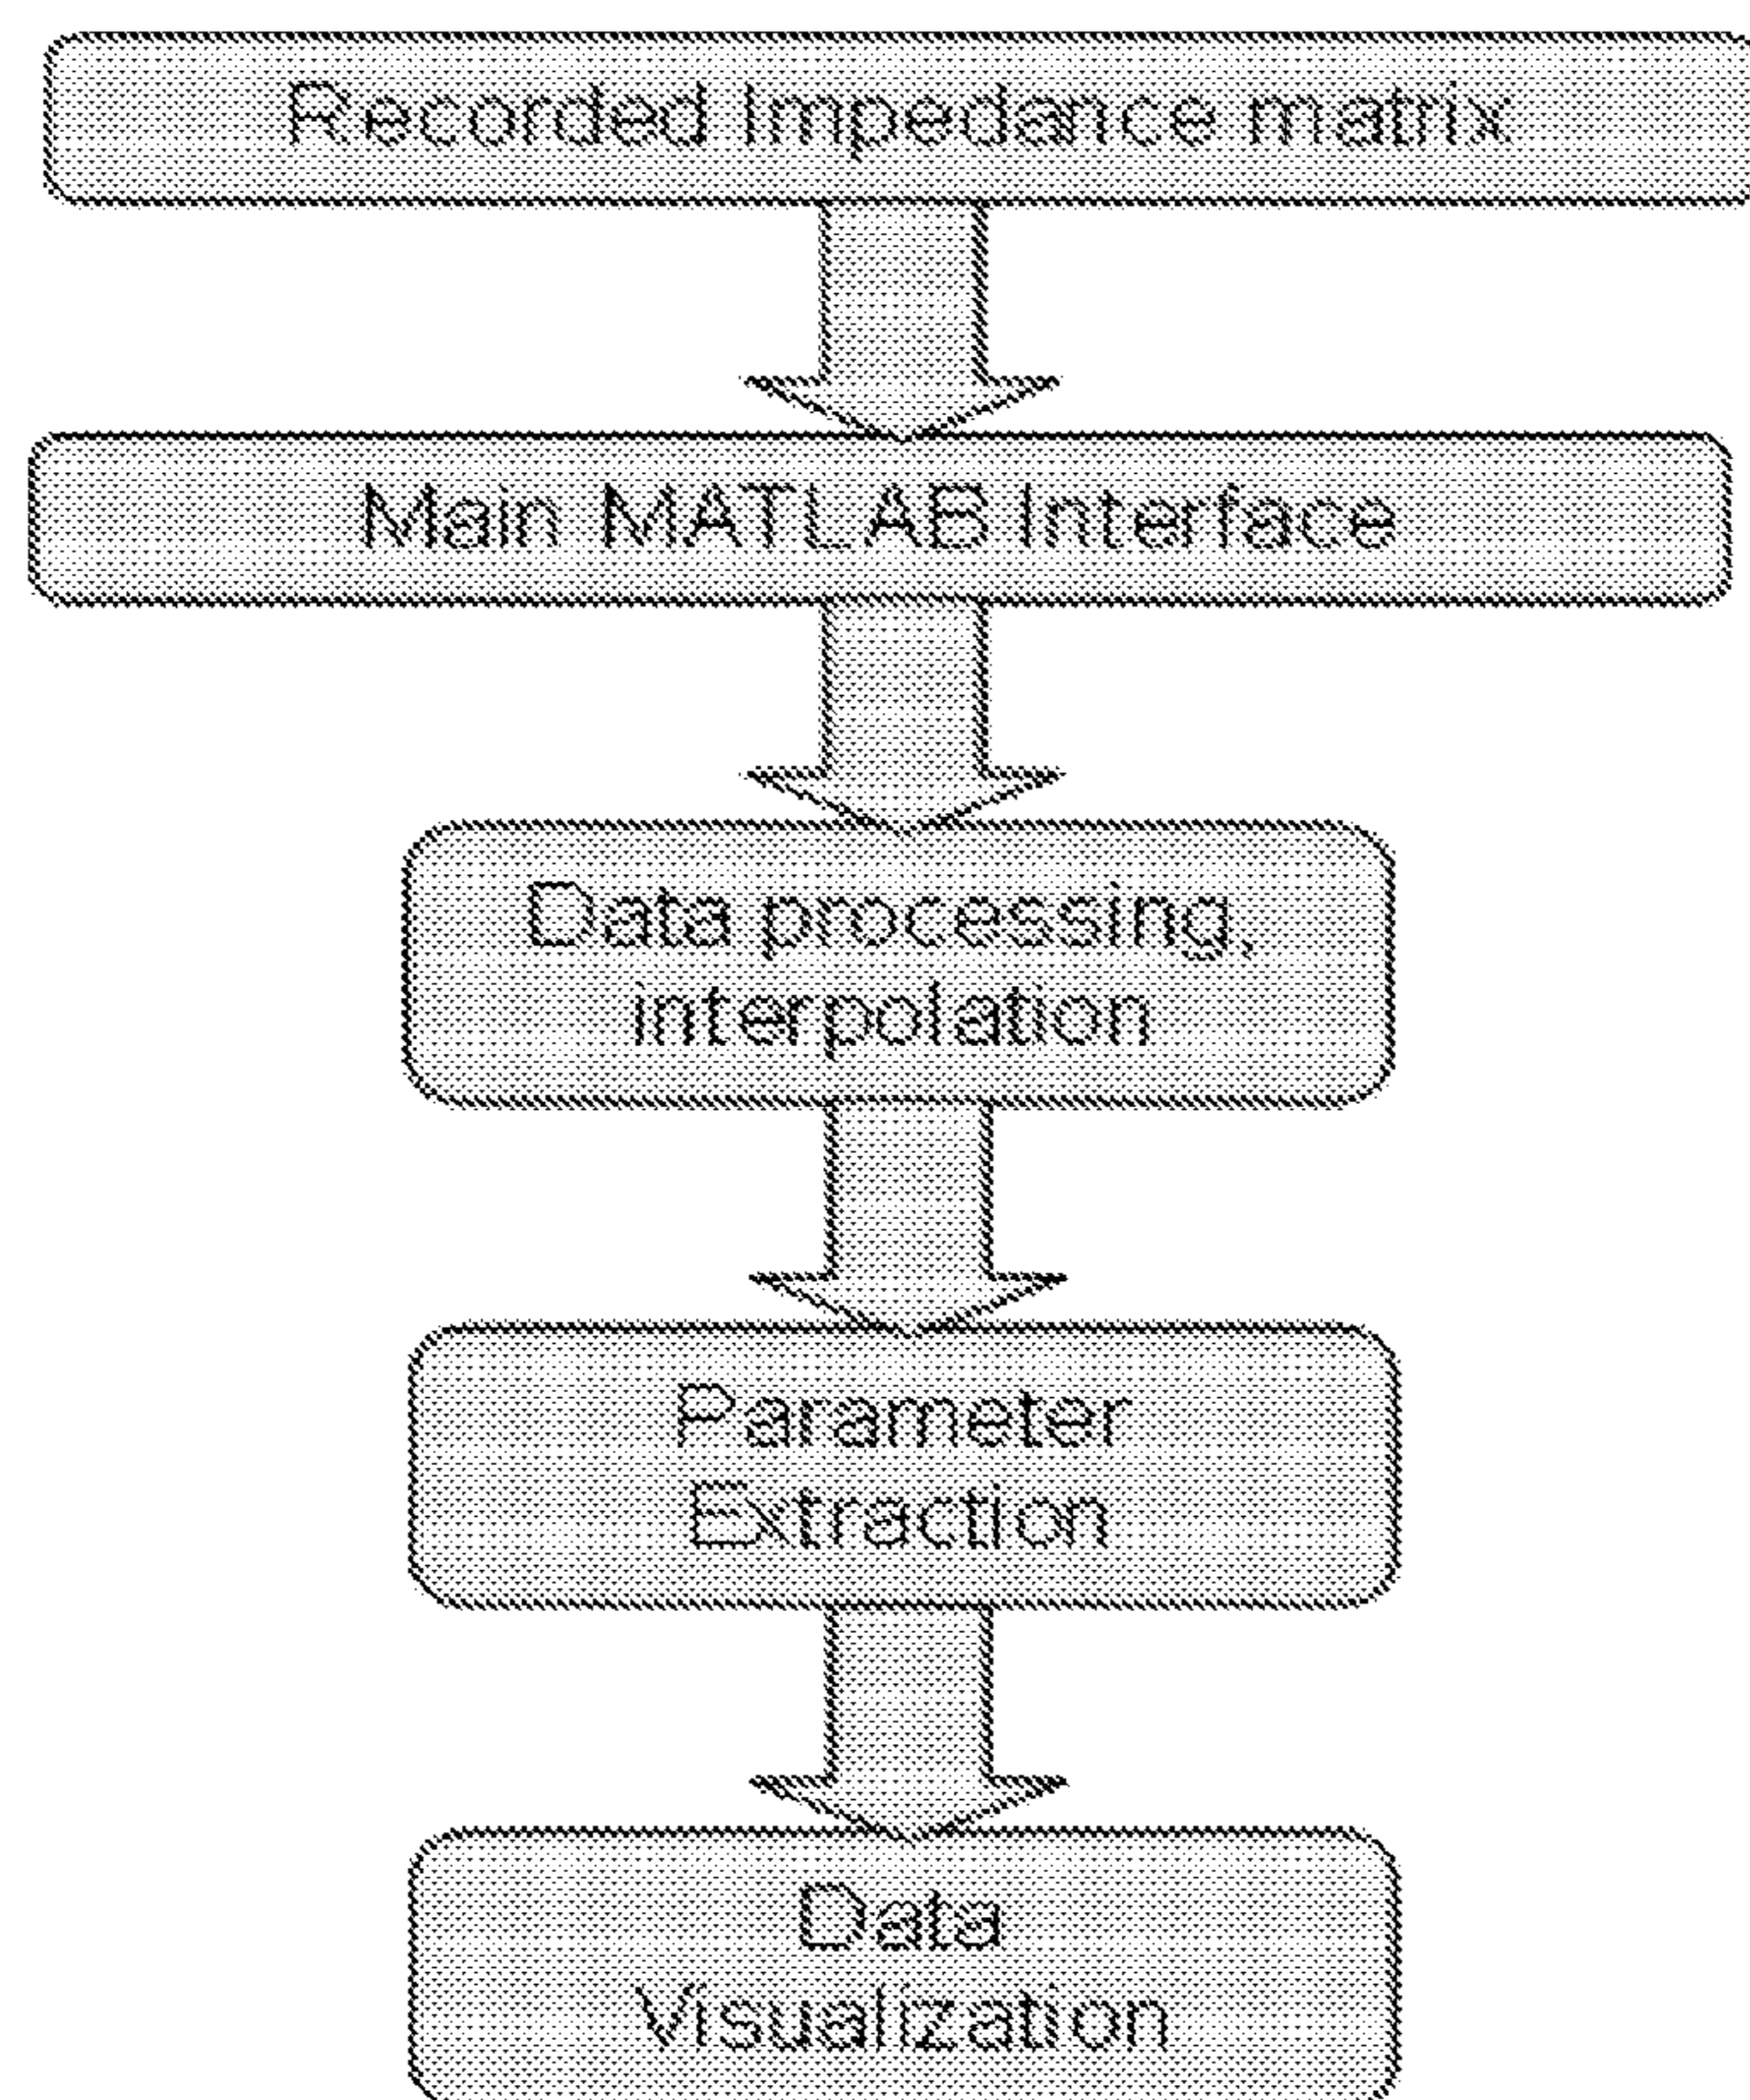 Recorded Impedance matrix
Main MATLAB Interface
Data processing,
interpolation
Parameter
Extraction
Data
Visualization